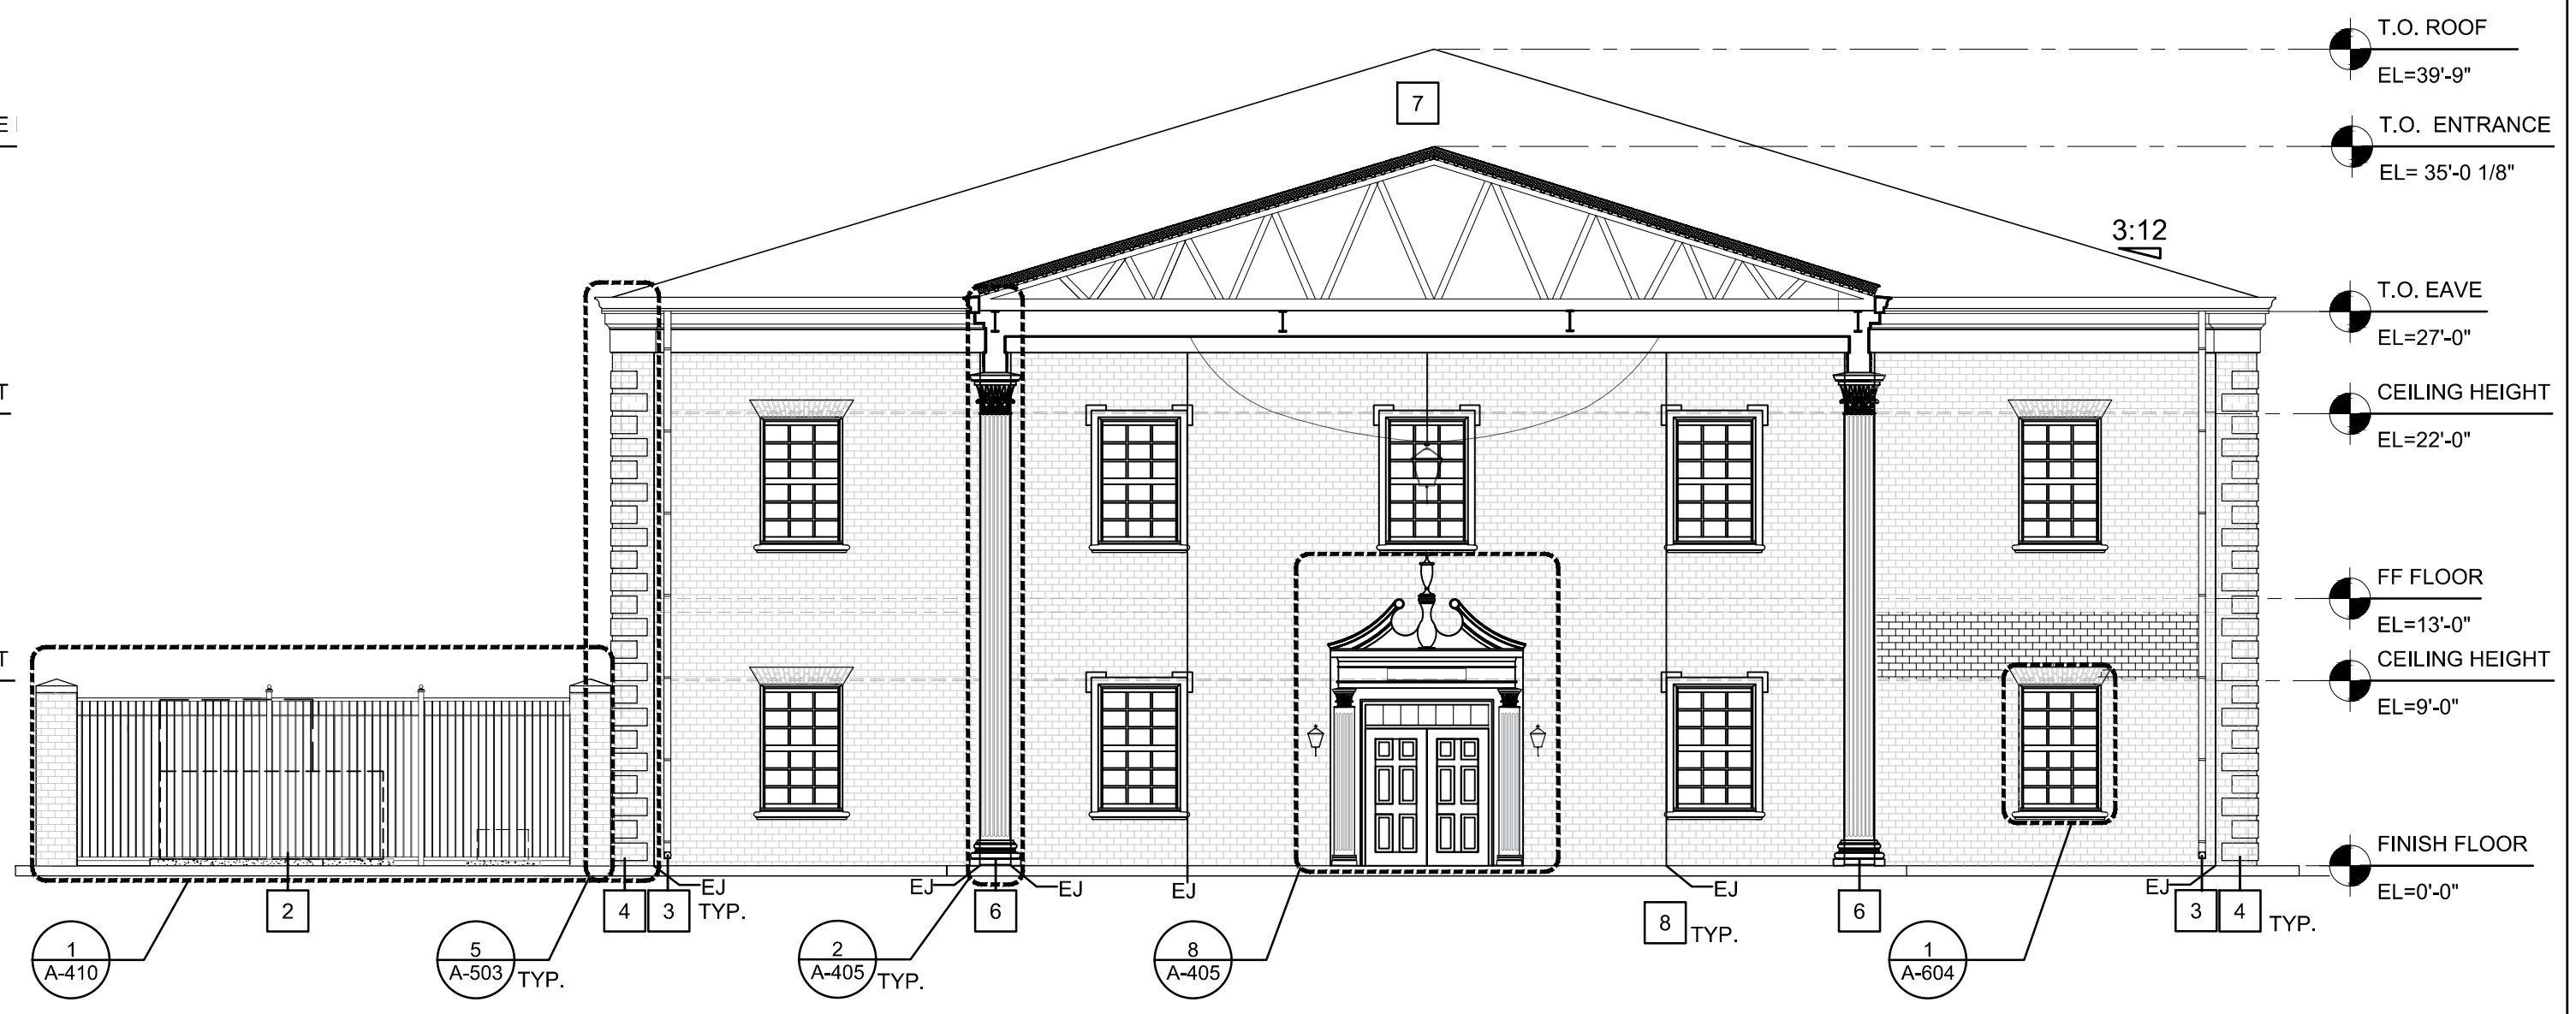 T.O. ROOF
EL=39'-9"
7
E
T.O. ENTRANCE
EL= 35'-0 1/8"
3:12
T.O. EAVE
EL=27'-0"
T
CEILING HEIGHT
EL=22'-0"
FF FLOOR
EL=13'-0"
T
CEILING HEIGHT
EL=9'-0"
FINISH FLOOR
EL=0'-0"
EJ
EJ
EJ
EJ
EJ
EJ
2
4
3
TYP.
6
8
TYP.
6
3
4
TYP.
1
A-410
5
A-503
TYP.
2
A-405
TYP.
8
A-405
1
A-604